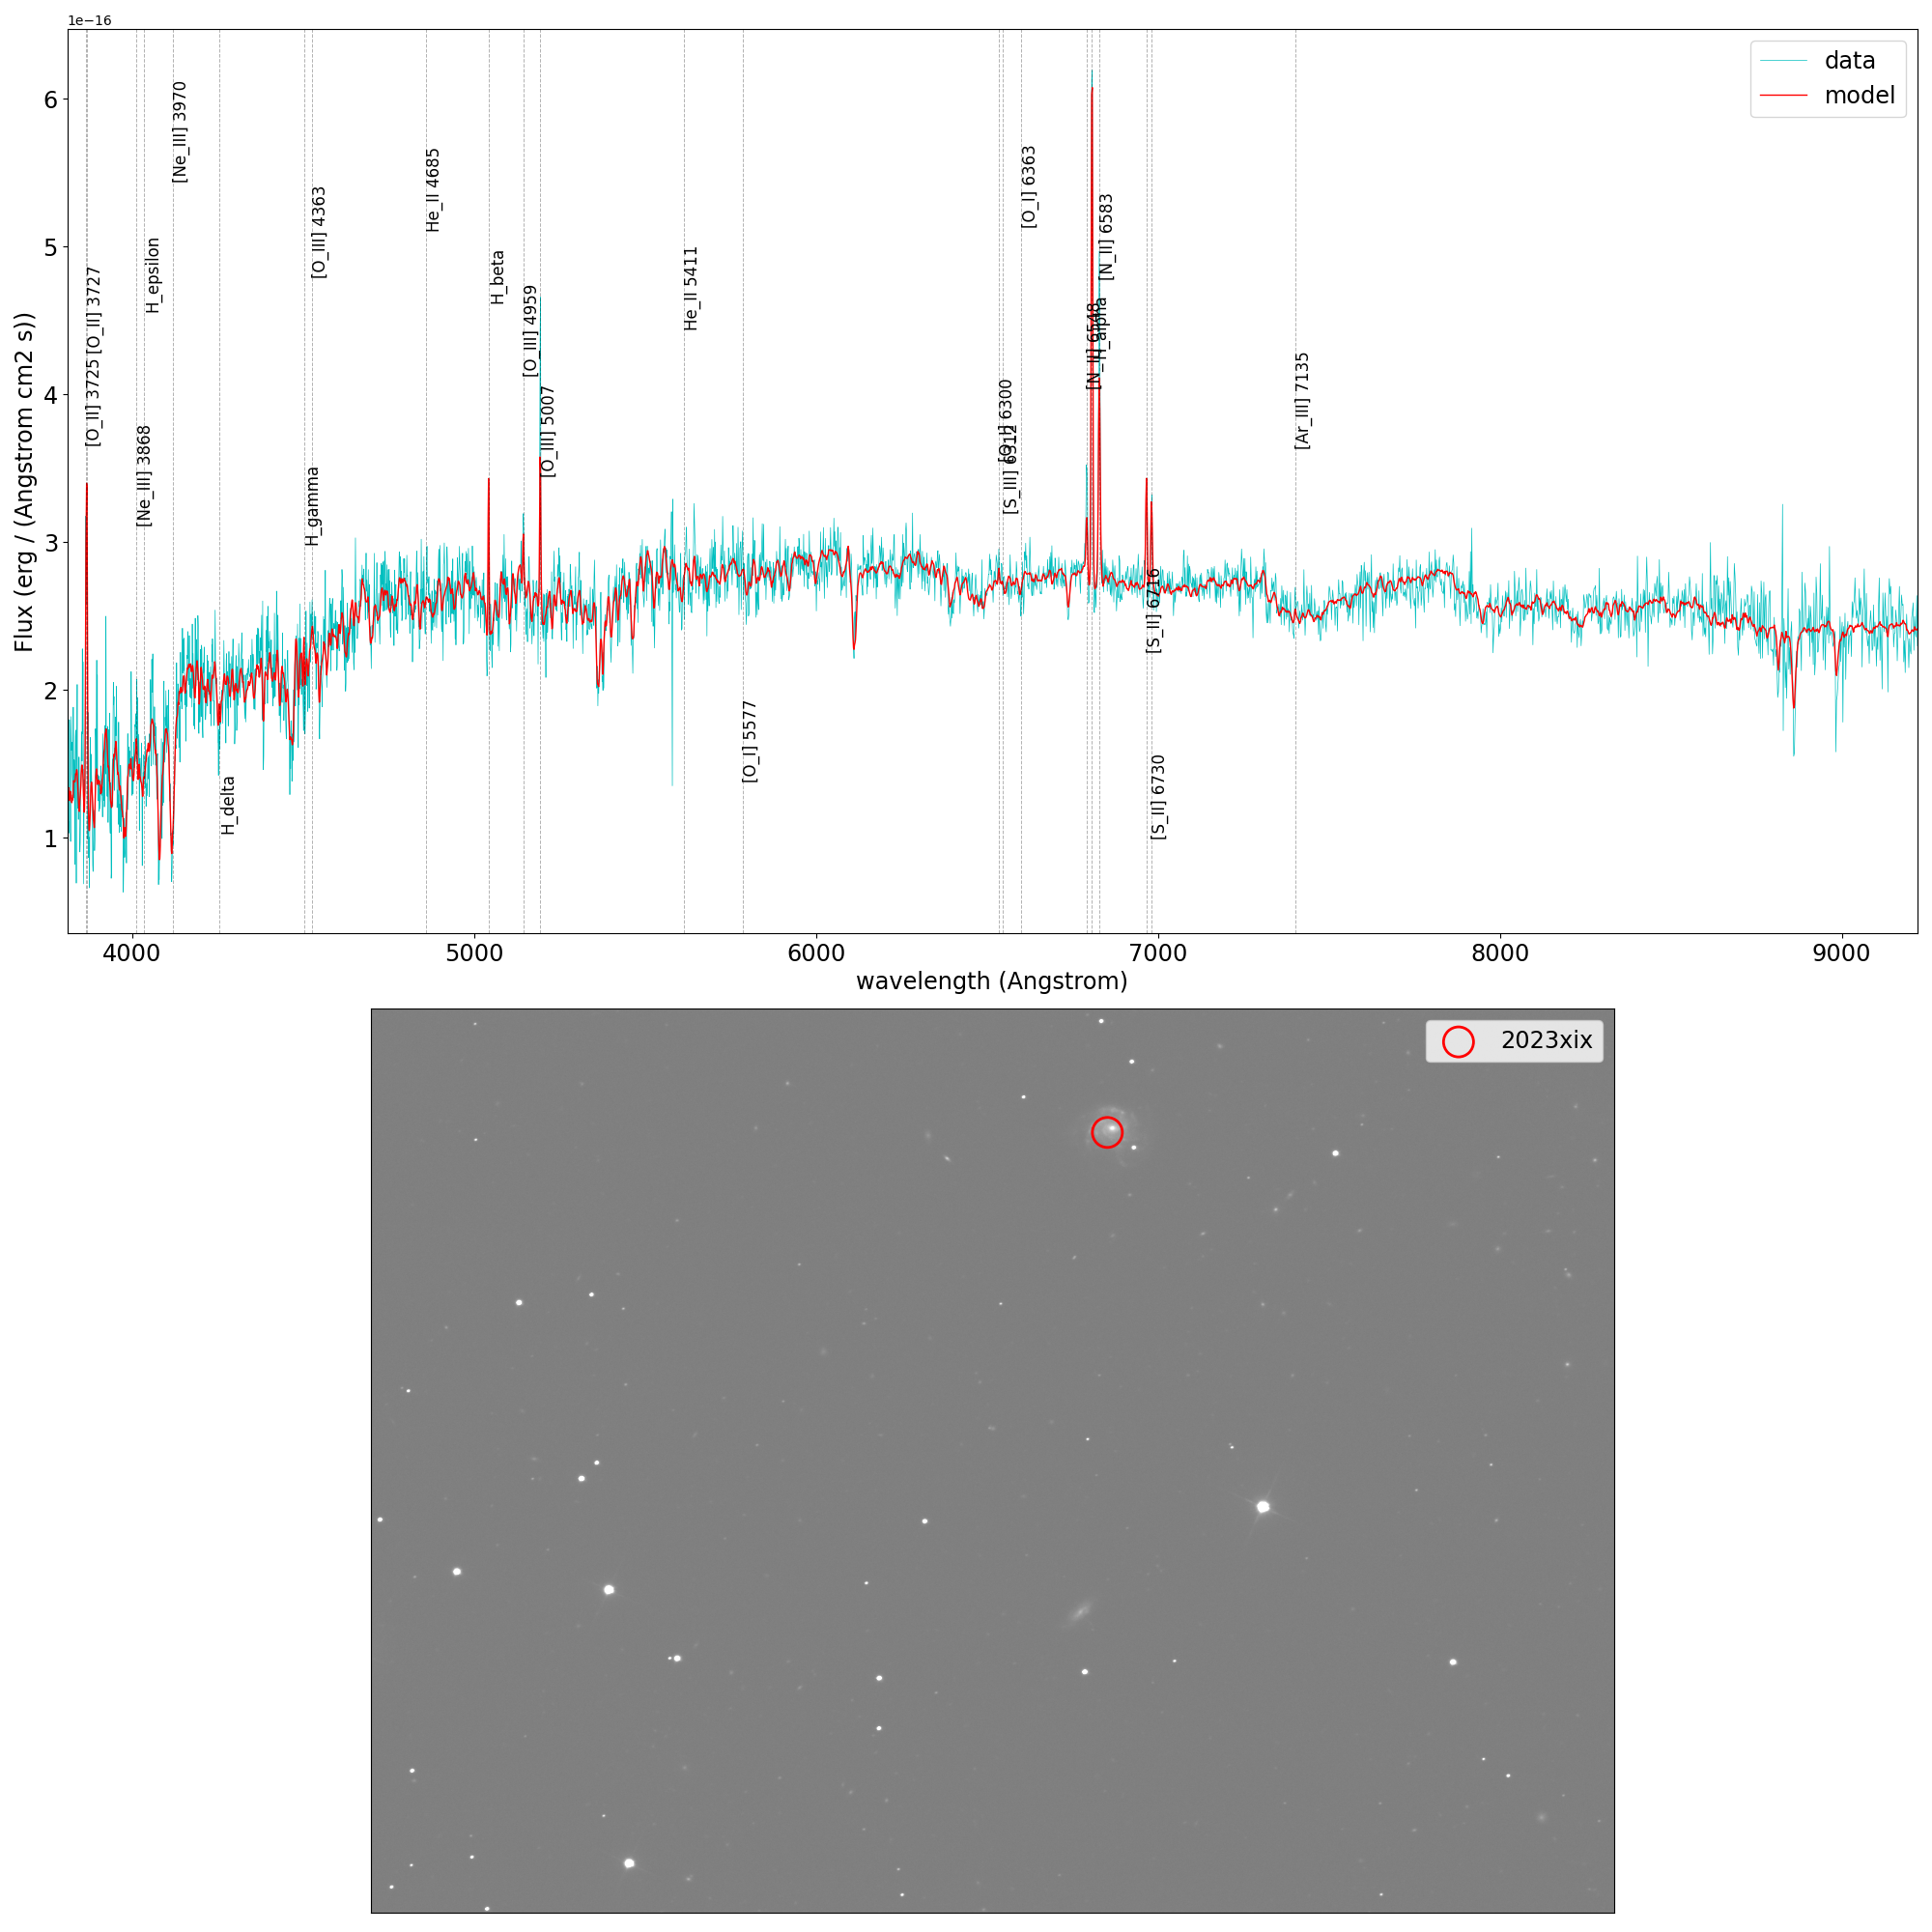 1e−16
data
model
6
5
4
3
2
1
Flux (erg / (Angstrom cm2 s))
[O_II] 3725
[O_II] 3727
[Ne_III] 3868
H_epsilon
[Ne_III] 3970
H_delta
H_gamma
[O_III] 4363
He_II 4685
H_beta
[O_III] 4959
[O_III] 5007
He_II 5411
[O_I] 5577
[O_I] 6300
[S_III] 6312
[O_I] 6363
[N_II] 6548
H_alpha
[N_II] 6583
[S_II] 6716
[S_II] 6730
[Ar_III] 7135
4000
5000
6000
7000
8000
9000
wavelength (Angstrom)
2023xix